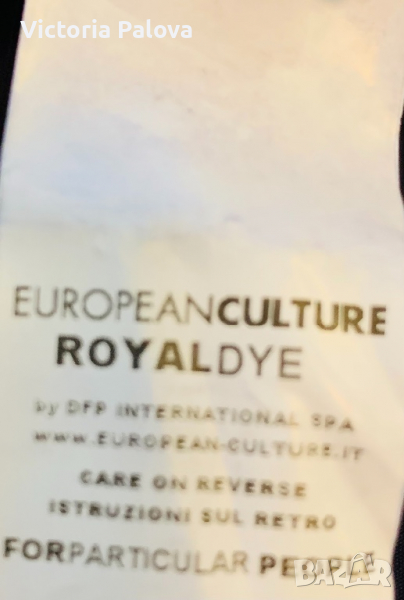 Victoria Palova
EUROPEANCULTURE
ROYALDYE
by DFP INTERNATIONAL SPA
www.EUROPEAN-CULTURE.IT
CARE ON REVERSE
ISTRUZIONI SUL RETRO
FORPARTICULAR PEOPLE
BAZAR